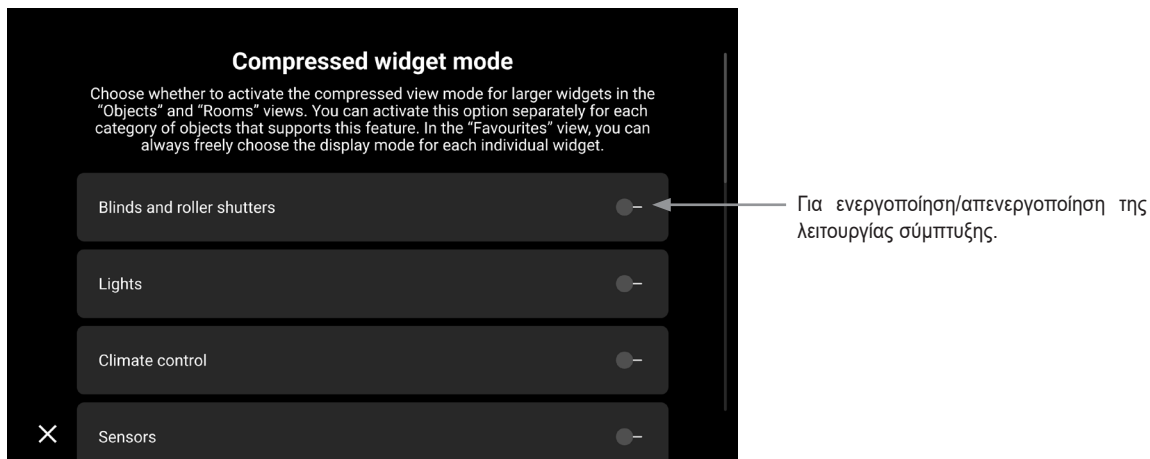 Compressed widget mode
Choose whether to activate the compressed view mode for larger widgets in the
“Objects” and “Rooms” views. You can activate this option separately for each
category of objects that supports this feature. In the “Favourites” view, you can
always freely choose the display mode for each individual widget.
Blinds and roller shutters
Για ενεργοποίηση/απενεργοποίηση της
λειτουργίας σύμπτυξης.
Lights
Climate control
Sensors